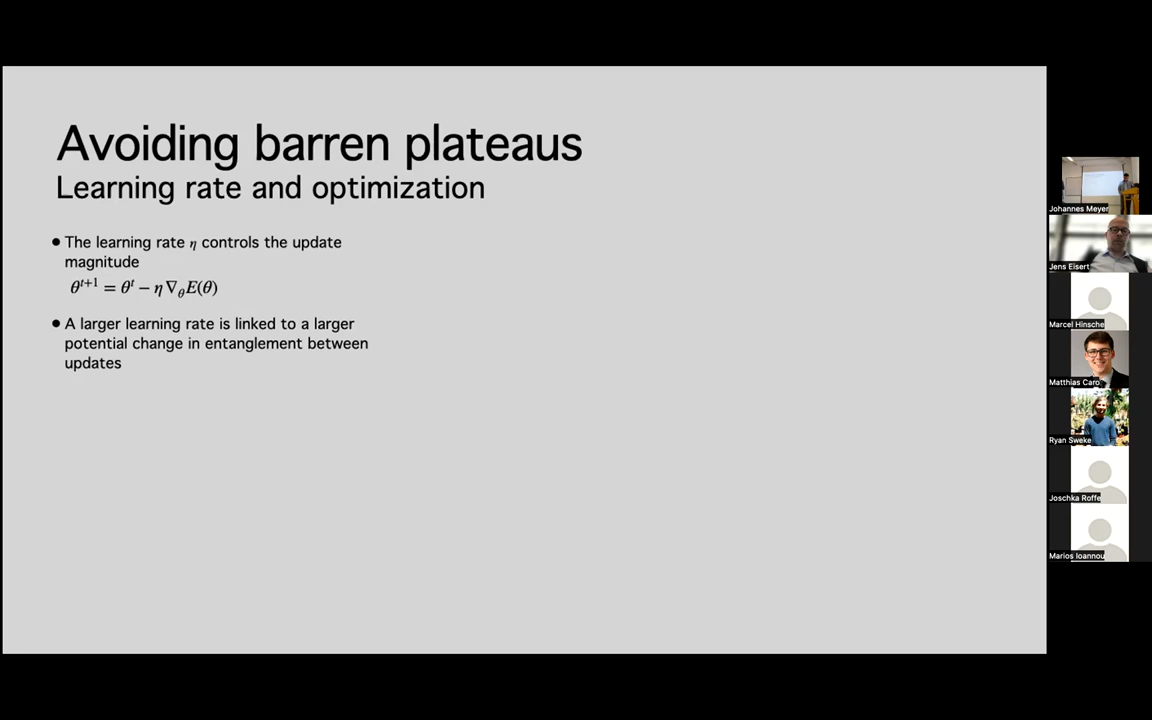 Avoiding barren plateaus
Learning rate and optimization
● The learning rate η controls the update
magnitude
θᵗ⁺¹ = θᵗ − η ∇_θE(θ)
● A larger learning rate is linked to a larger
potential change in entanglement between
updates
Johannes Meyer
Jens Eisert
Marcel Hinsche
Matthias Caro
Ryan Sweke
Joschka Roffe
Marios Ioannou